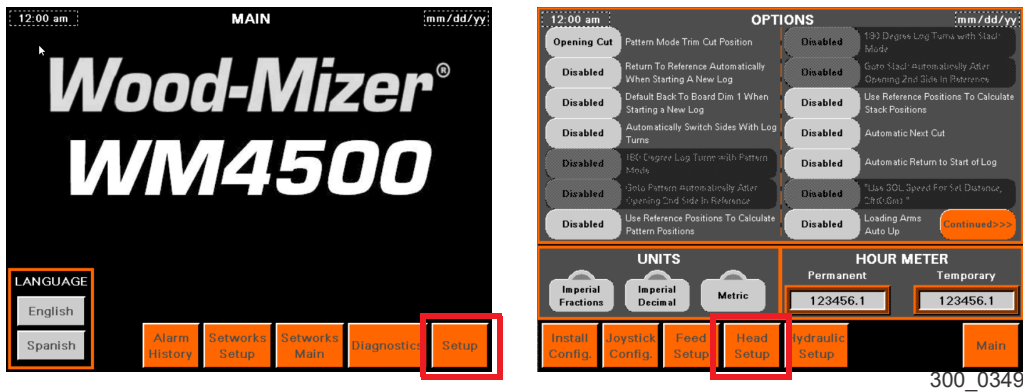 12:00 am
MAIN
mm/dd/yy
Wood-Mizer®
WM4500
LANGUAGE
English
Spanish
Alarm
History
Setworks
Setup
Setworks
Main
Diagnostics
Setup
12:00 am
OPTIONS
mm/dd/yy
Opening Cut
Pattern Mode Trim Cut Position
Disabled
Return To Reference Automatically
When Starting A New Log
Disabled
Default Back To Board Dim 1 When
Starting a New Log
Disabled
Automatically Switch Sides With Log
Turns
Disabled
180 Degree Log Turns with Pattern
Mode
Disabled
Goto Pattern Automatically After
Opening 2nd Side In Reference
Disabled
Use Reference Positions To Calculate
Pattern Positions
Disabled
180 Degree Log Turns with Stack
Mode
Disabled
Goto Stack Automatically After
Opening 2nd Side In Reference
Disabled
Use Reference Positions To Calculate
Stack Positions
Disabled
Automatic Next Cut
Disabled
Automatic Return to Start of Log
Disabled
"Use SOL Speed For Set Distance,
Disabled
Loading Arms
Auto Up
Continued>>>
UNITS
Imperial
Fractions
Imperial
Decimal
Metric
HOUR METER
Permanent
123456.1
Temporary
123456.1
Install
Config.
Joystick
Config.
Feed
Setup
Head
Setup
Hydraulic
Setup
Main
300_0349